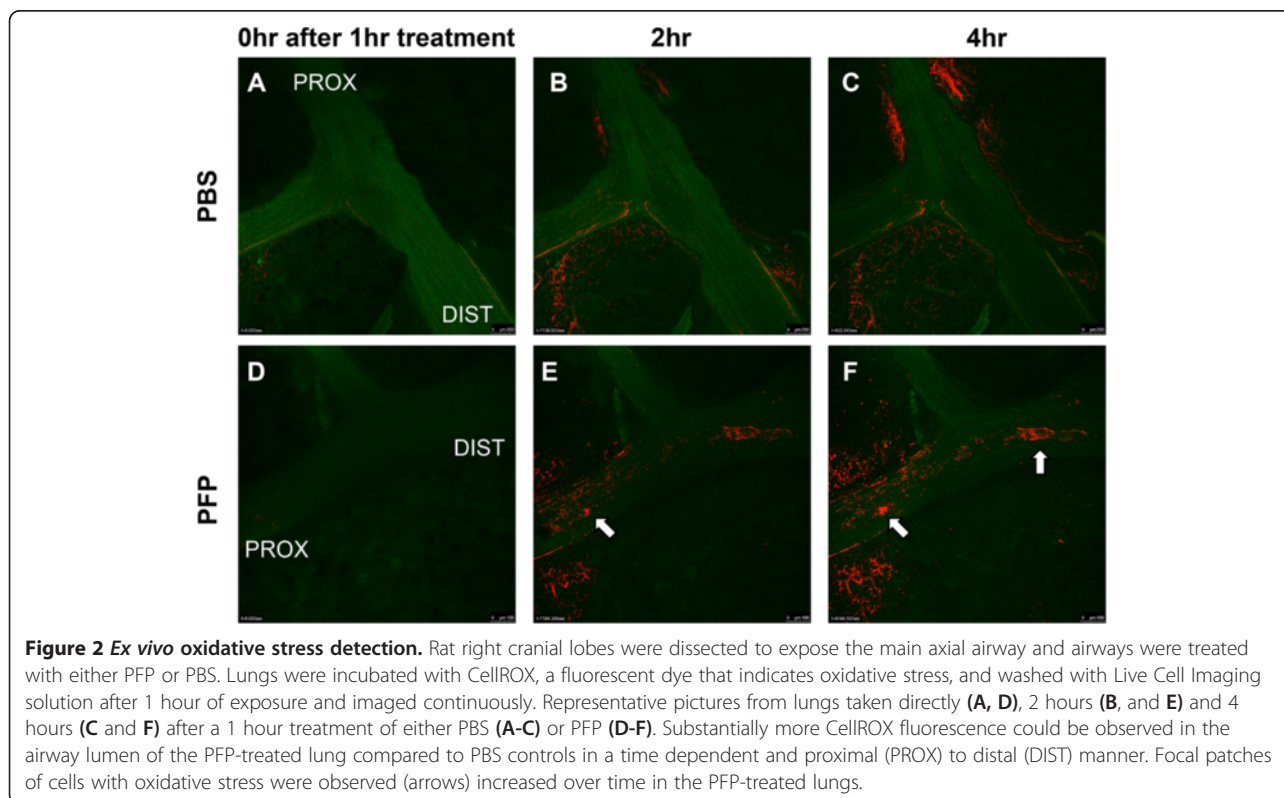 0hr after 1hr treatment 2hr 4hr
PBS
A PROX DIST
B
C
PFP
D PROX DIST
E
F
Figure 2 Ex vivo oxidative stress detection. Rat right cranial lobes were dissected to expose the main axial airway and airways were treated
with either PFP or PBS. Lungs were incubated with CellROX, a fluorescent dye that indicates oxidative stress, and washed with Live Cell Imaging
solution after 1 hour of exposure and imaged continuously. Representative pictures from lungs taken directly (A, D), 2 hours (B, and E) and 4
hours (C and F) after a 1 hour treatment of either PBS (A-C) or PFP (D-F). Substantially more CellROX fluorescence could be observed in the
airway lumen of the PFP-treated lung compared to PBS controls in a time dependent and proximal (PROX) to distal (DIST) manner. Focal patches
of cells with oxidative stress were observed (arrows) increased over time in the PFP-treated lungs.